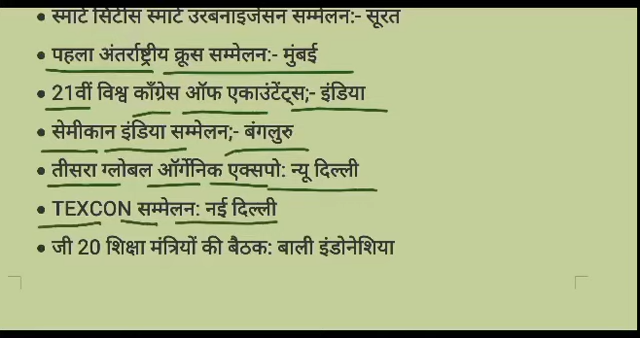 स्मार्ट सिटीस स्मार्ट उरबनाइजेसन सम्मेलन:- सूरत
पहला अंतर्राष्ट्रीय क्रूस सम्मेलन:- मुंबई
21वीं विश्व काँग्रेस ऑफ एकाउंटेंट्स;- इंडिया
सेमीकान इंडिया सम्मेलन;- बंगलुरु
तीसरा ग्लोबल ऑर्गेनिक एक्सपो: न्यू दिल्ली
TEXCON सम्मेलन: नई दिल्ली
जी 20 शिक्षा मंत्रियों की बैठक: बाली इंडोनेशिया